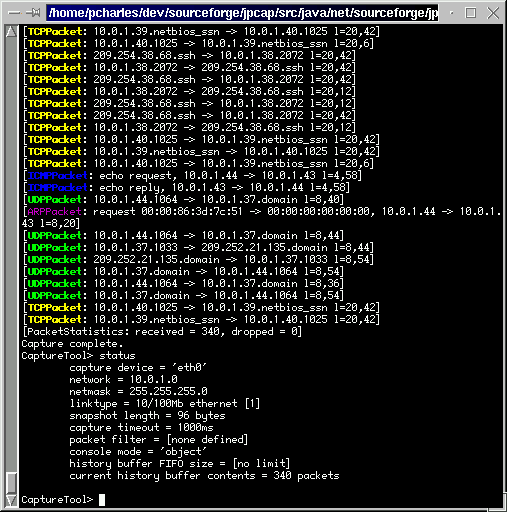 /home/pcharles/dev/sourceforge/jpcap/src/java/net/sourceforge/jp
[TCPPacket: 10.0.1.39.netbios_ssn -> 10.0.1.40.1025 l=20,42]
[TCPPacket: 10.0.1.40.1025 -> 10.0.1.39.netbios_ssn l=20,6]
[TCPPacket: 209.254.38.68.ssh -> 10.0.1.38.2072 l=20,42]
[TCPPacket: 10.0.1.38.2072 -> 209.254.38.68.ssh l=20,12]
[TCPPacket: 209.254.38.68.ssh -> 10.0.1.38.2072 l=20,42]
[TCPPacket: 10.0.1.38.2072 -> 209.254.38.68.ssh l=20,12]
[TCPPacket: 209.254.38.68.ssh -> 10.0.1.38.2072 l=20,42]
[TCPPacket: 10.0.1.38.2072 -> 209.254.38.68.ssh l=20,12]
[TCPPacket: 10.0.1.40.1025 -> 10.0.1.39.netbios_ssn l=20,42]
[TCPPacket: 10.0.1.39.netbios_ssn -> 10.0.1.40.1025 l=20,42]
[TCPPacket: 10.0.1.40.1025 -> 10.0.1.39.netbios_ssn l=20,6]
[ICMPPacket: echo request, 10.0.1.44 -> 10.0.1.43 l=4,58]
[ICMPPacket: echo reply, 10.0.1.43 -> 10.0.1.44 l=4,58]
[UDPPacket: 10.0.1.44.1064 -> 10.0.1.37.domain l=8,40]
[ARPPacket: request 00:00:86:3d:7c:51 -> 00:00:00:00:00:00, 10.0.1.44 -> 10.0.1.
43 l=8,20]
[UDPPacket: 10.0.1.44.1064 -> 10.0.1.37.domain l=8,44]
[UDPPacket: 10.0.1.37.1033 -> 209.252.21.135.domain l=8,44]
[UDPPacket: 209.252.21.135.domain -> 10.0.1.37.1033 l=8,54]
[UDPPacket: 10.0.1.37.domain -> 10.0.1.44.1064 l=8,54]
[UDPPacket: 10.0.1.44.1064 -> 10.0.1.37.domain l=8,36]
[UDPPacket: 10.0.1.37.domain -> 10.0.1.44.1064 l=8,54]
[TCPPacket: 10.0.1.40.1025 -> 10.0.1.39.netbios_ssn l=20,42]
[TCPPacket: 10.0.1.39.netbios_ssn -> 10.0.1.40.1025 l=20,42]
[PacketStatistics: received = 340, dropped = 0]
Capture complete.
CaptureTool> status
capture device = 'eth0'
network = 10.0.1.0
netmask = 255.255.255.0
linktype = 10/100Mb ethernet [1]
snapshot length = 96 bytes
capture timeout = 1000ms
packet filter = [none defined]
console mode = 'object'
history buffer FIFO size = [no limit]
current history buffer contents = 340 packets
CaptureTool>